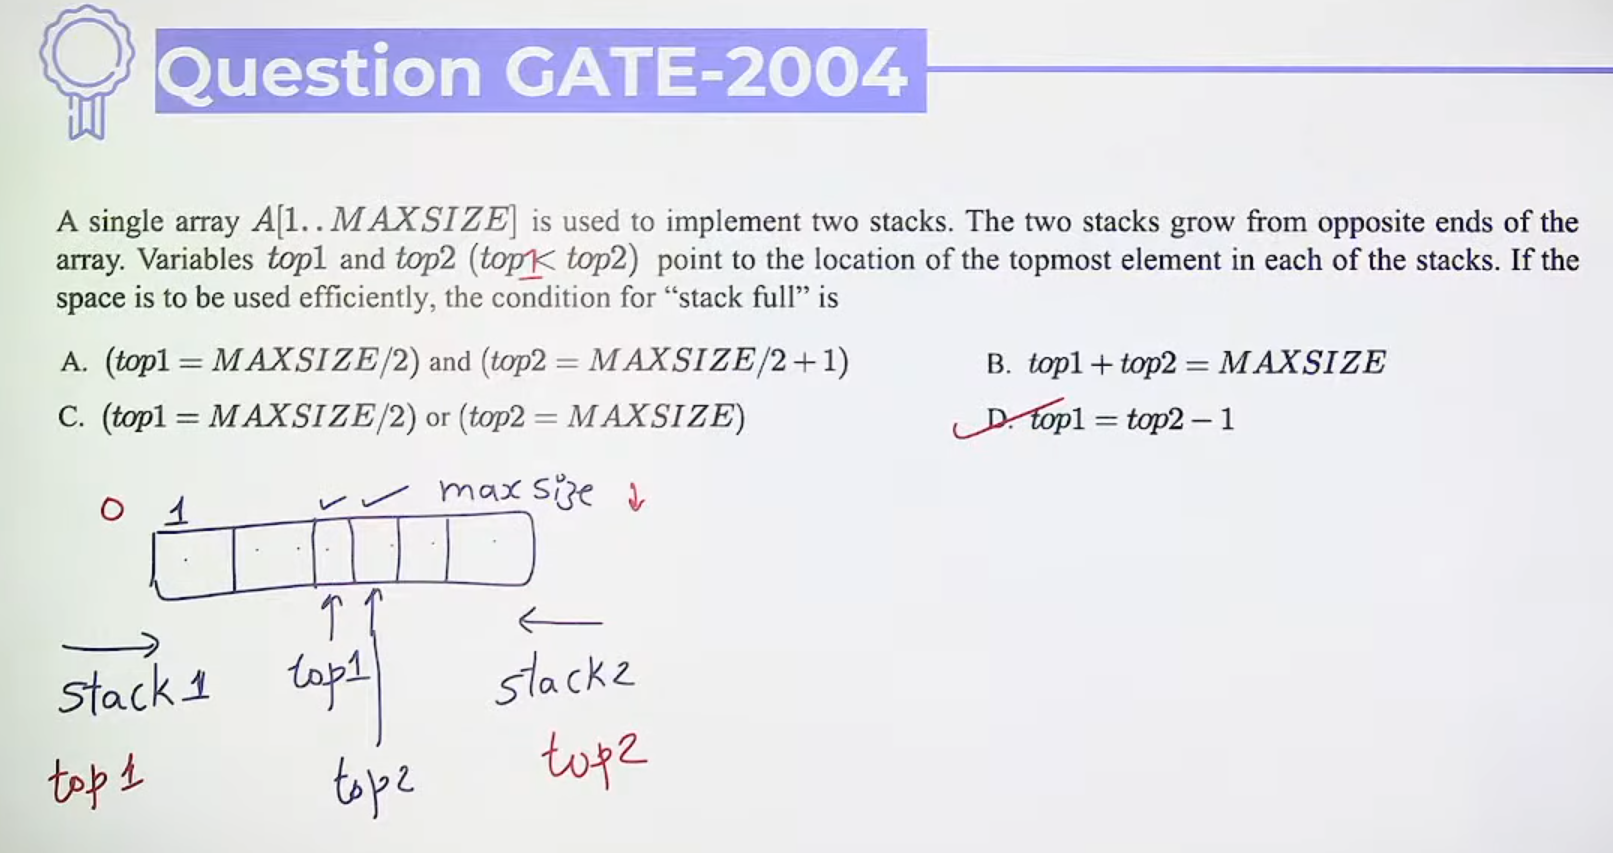 Question GATE-2004
A single array A[1..MAXSIZE] is used to implement two stacks. The two stacks grow from opposite ends of the
array. Variables top1 and top2 (top1< top2) point to the location of the topmost element in each of the stacks. If the
space is to be used efficiently, the condition for “stack full” is
A. (top1 = MAXSIZE/2) and (top2 = MAXSIZE/2+1) B. top1 + top2 = MAXSIZE
C. (top1 = MAXSIZE/2) or (top2 = MAXSIZE) D. top1 = top2 − 1
0 1 max size
top1
stack1 stack2
top1 top2 top2